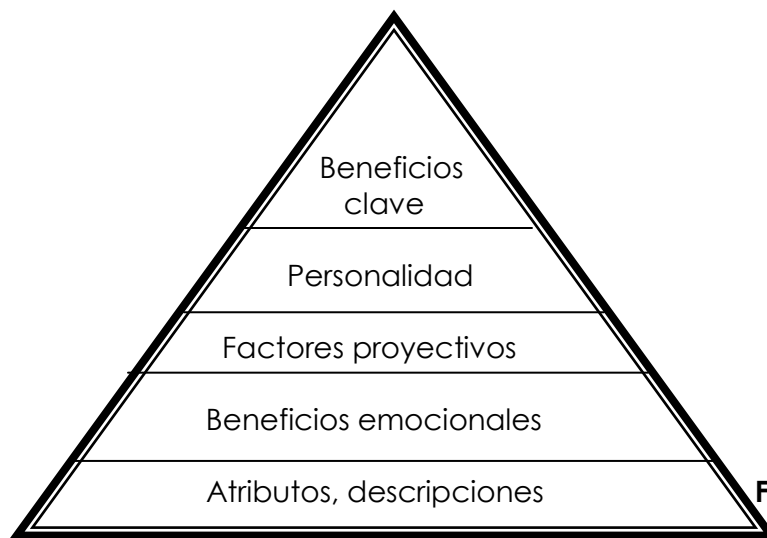 Beneficios
clave
Personalidad
Factores proyectivos
Beneficios emocionales
Atributos, descripciones
F